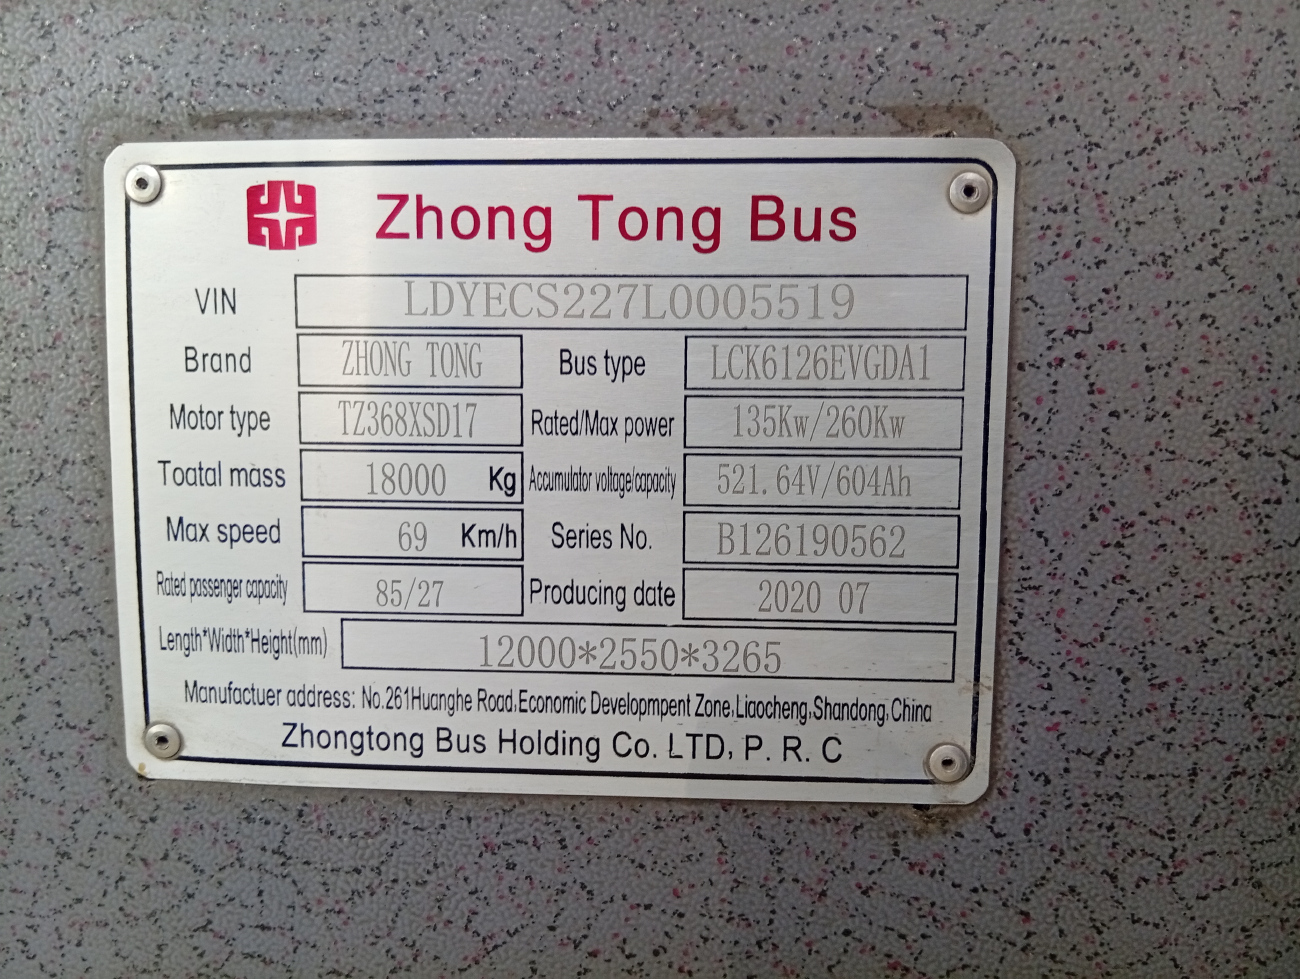 Zhong Tong Bus
VIN LDYECS227L0005519
Brand ZHONG TONG Bus type LCK6126EVGDA1
Motor type TZ368XSD17 Rated/Max power 135Kw/260Kw
Toatal mass 18000 Kg Accumulator voltage/capacity 521.64V/604Ah
Max speed 69 Km/h Series No. B126190562
Rated passenger capacity 85/27 Producing date 2020 07
Length*Width*Height(mm) 12000*2550*3265
Manufactuer address: No.261Huanghe Road,Economic Developmpent Zone,Liaocheng,Shandong,China
Zhongtong Bus Holding Co. LTD, P. R. C